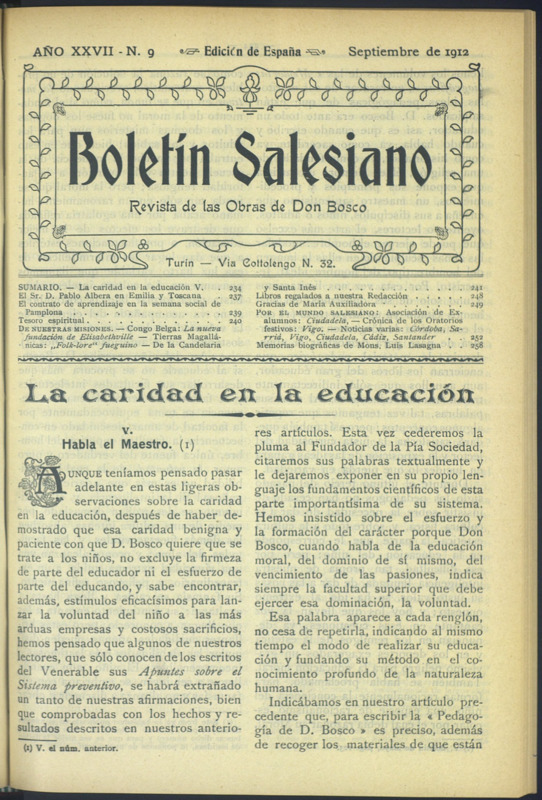 AÑO XXVII - N. 9
Edición de España
Septiembre de 1912
Boletín Salesiano
Revista de las Obras de Don Bosco
Turín — Via Cottolengo N. 32.
SUMARIO. — La caridad en la educación V. . 234
El Sr. D. Pablo Albera en Emilia y Toscana 237
El contrato de aprendizaje en la semana social de
Pamplona . . . 239
Tesoro espiritual . . . 240
DE NUESTRAS MISIONES. — Congo Belga: La nueva
fundación de Elisabethville — Tierras Magallá-
nicas: „Folk-lore" fueguino — De la Candelaria
y Santa Inés . . . 241
Libros regalados a nuestra Redacción . . 248
Gracias de María Auxiliadora . . . 249
POR EL MUNDO SALESIANO: Asociación de Ex-
alumnos: Ciudadela, — Crónica de los Oratorios
festivos: Vigo, — Noticias varias: Córdoba, Sa-
rriá, Vigo, Ciudadela, Cádiz, Santander . . 252
Memorias biográficas de Mons, Luis Lasagna . 258
La caridad en la educación
V.
Habla el Maestro. (1)
AUNQUE teníamos pensado pasar
adelante en estas ligeras ob-
servaciones sobre la caridad
en la educación, después de haber de-
mostrado que esa caridad benigna y
paciente con que D. Bosco quiere que se
trate a los niños, no excluye la firmeza
de parte del educador ni el esfuerzo de
parte del educando, y sabe encontrar,
además, estímulos eficacísimos para lan-
zar la voluntad del niño a las más
arduas empresas y costosos sacrificios,
hemos pensado que algunos de nuestros
lectores, que sólo conocen de los escritos
del Venerable sus Apuntes sobre el
Sistema preventivo, se habrá extrañado
un tanto de nuestras afirmaciones, bien
que comprobadas con los hechos y re-
sultados descritos en nuestros anterio-
(1) V. el núm. anterior.
res artículos. Esta vez cederemos la
pluma al Fundador de la Pía Sociedad,
citaremos sus palabras textualmente y
le dejaremos exponer en su propio len-
guaje los fundamentos científicos de esta
parte importantísima de su sistema.
Hemos insistido sobre el esfuerzo y
la formación del carácter porque Don
Bosco, cuando habla de la educación
moral, del dominio de sí mismo, del
vencimiento de las pasiones, indica
siempre la facultad superior que debe
ejercer esa dominación, la voluntad.
Esa palabra aparece a cada renglón,
no cesa de repetirla, indicando al mismo
tiempo el modo de realizar su educa-
ción y fundando su método en el co-
nocimiento profundo de la naturaleza
humana.
Indicábamos en nuestro artículo pre-
cedente que, para escribir la « Pedago-
gía de D. Bosco » es preciso, además
de recoger los materiales de que están